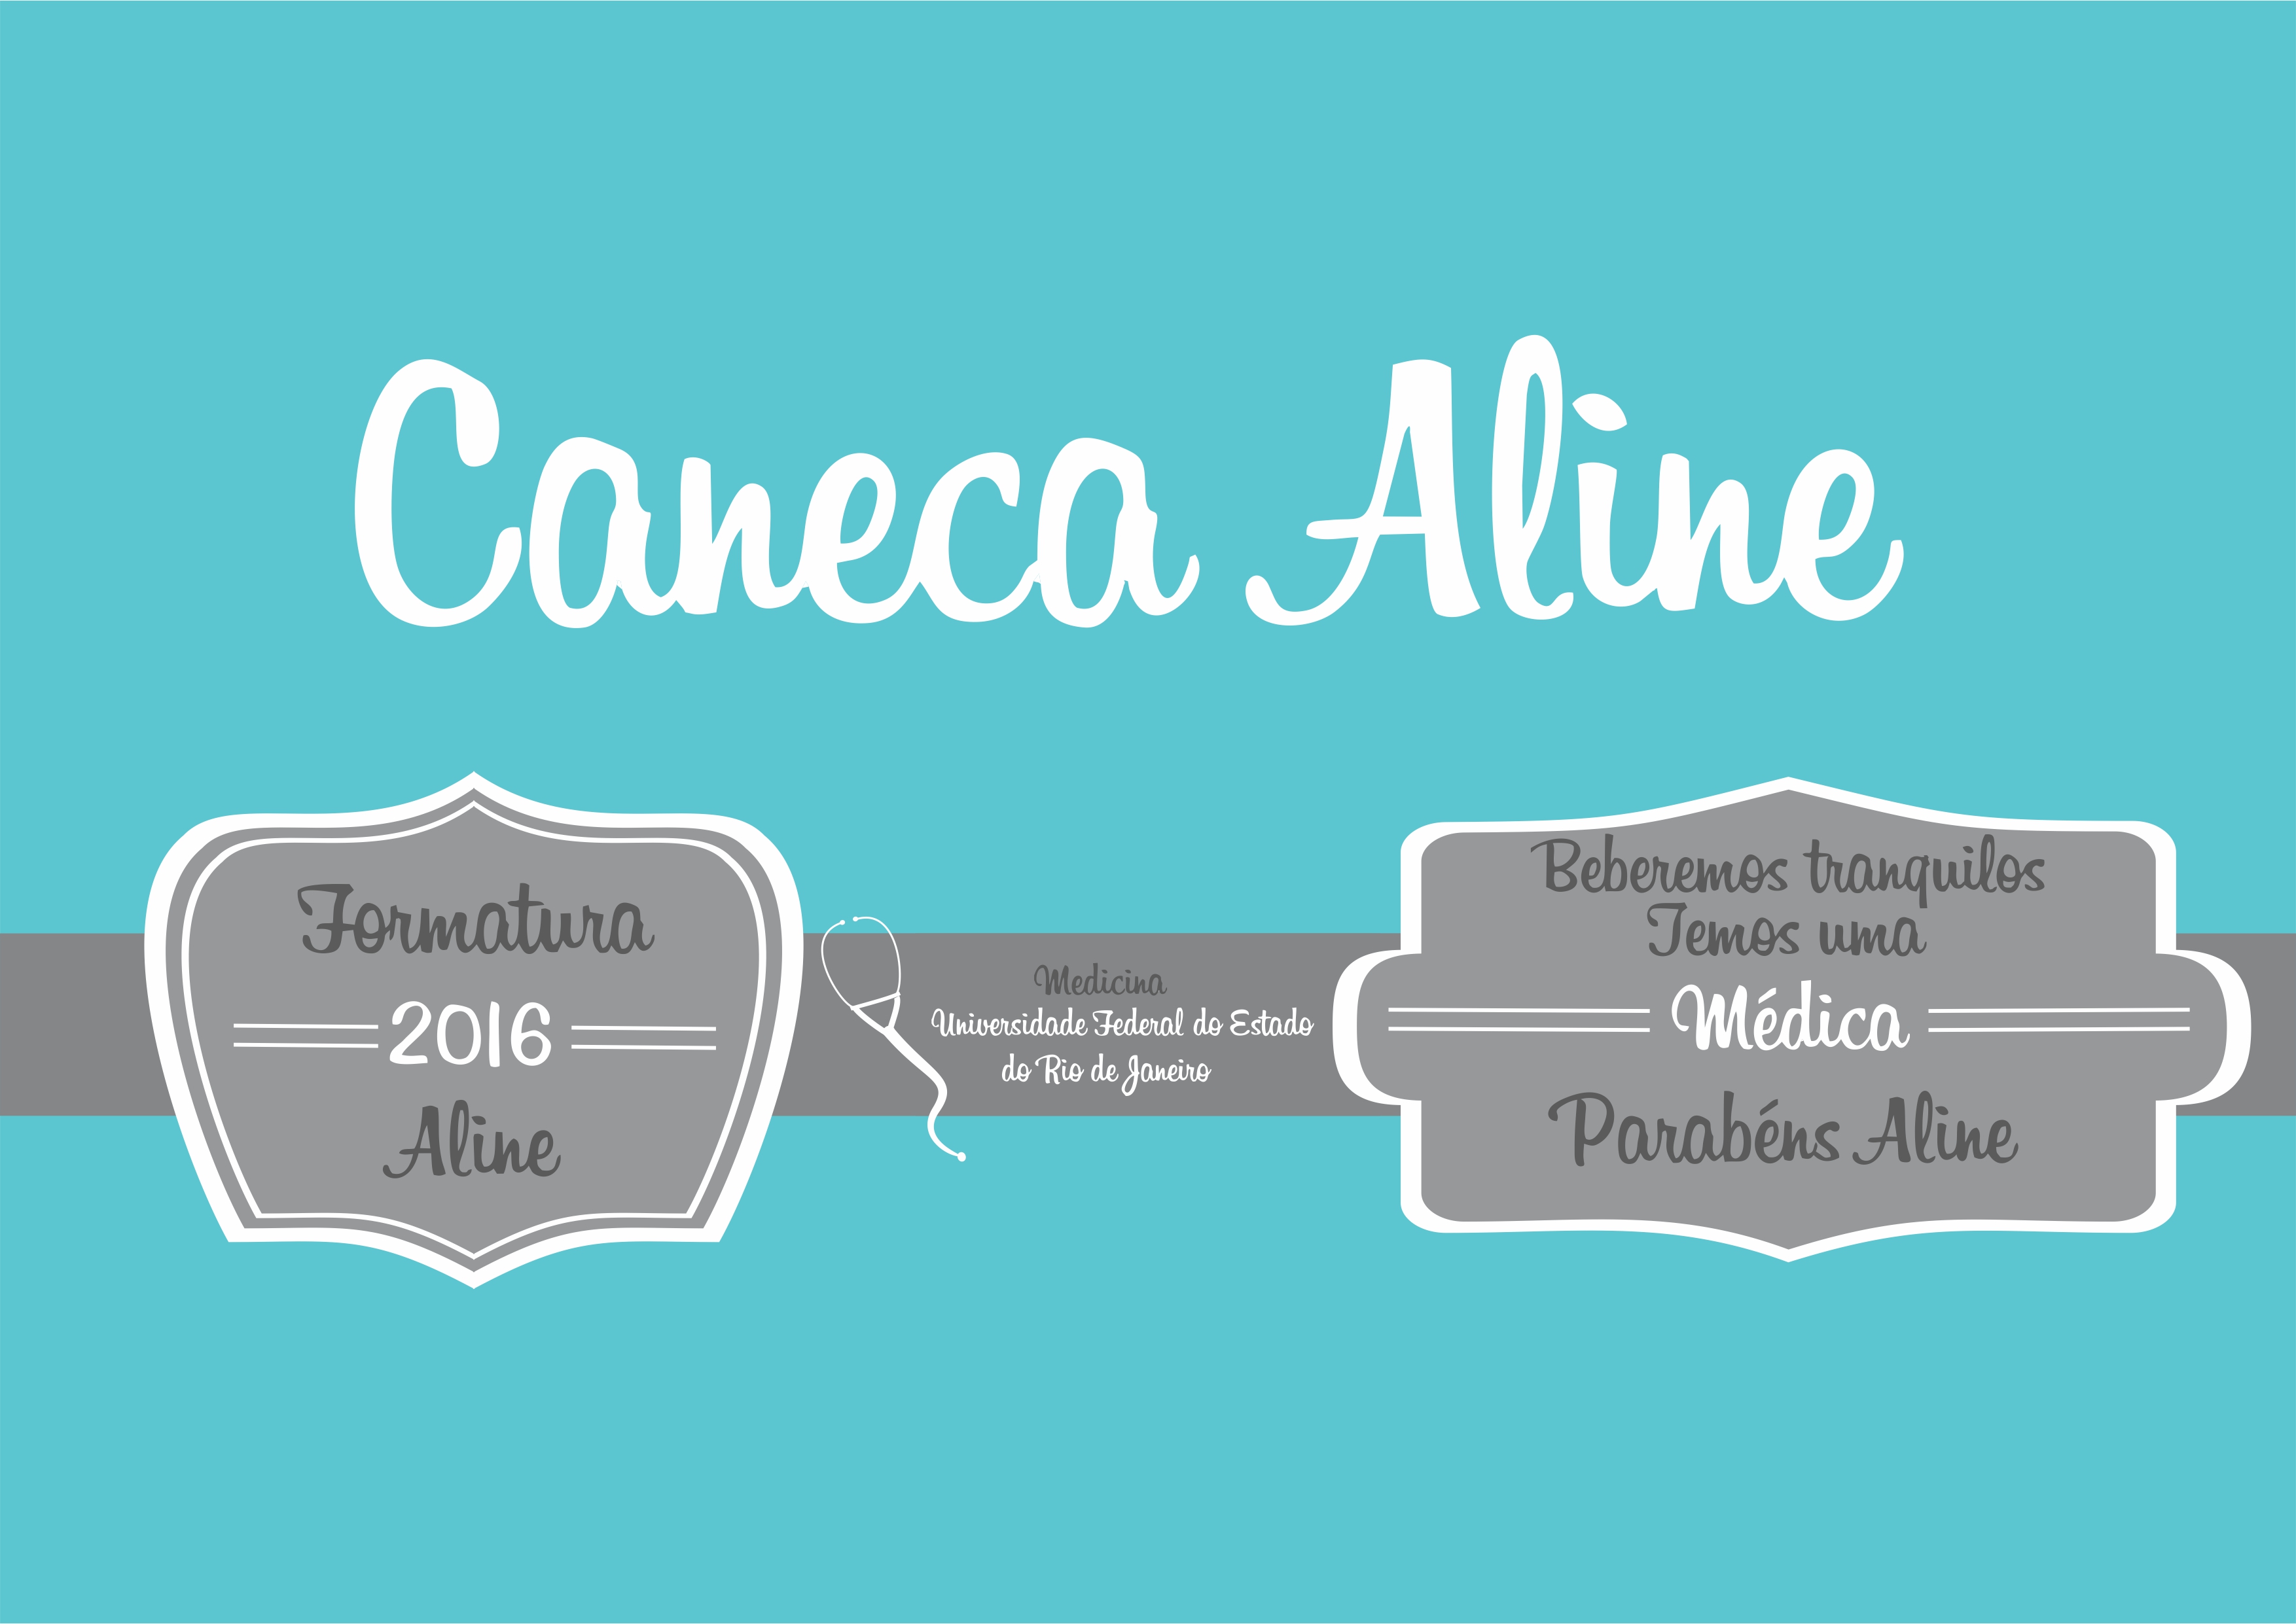 Caneca Aline
Formatura
2016
Aline
Medicina
Universidade Federal do Estado
do Rio de Janeiro
Beberemos tranquilos
Temos uma
Médica
Parabéns Aline